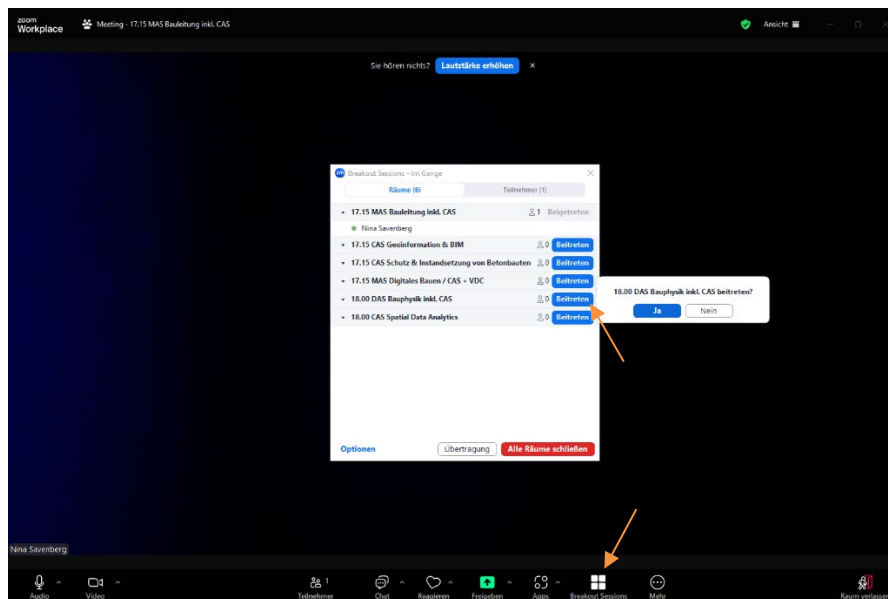 zoom
Workplace
Meeting - 17.15 MAS Bauleitung inkl. CAS
Ansicht
Sie hören nichts? Lautstärke erhöhen ×
zm Breakout Sessions - Im Gange ×
Räume (6) Teilnehmer (1)
17.15 MAS Bauleitung inkl. CAS 1 Beigetreten
Nina Savenberg
17.15 CAS Geoinformation & BIM 0 Beitreten
17.15 CAS Schutz & Instandsetzung von Betonbauten 0 Beitreten
17.15 MAS Digitales Bauen / CAS + VDC 0 Beitreten
18.00 DAS Bauphysik inkl. CAS 0 Beitreten
18.00 CAS Spatial Data Analytics 0 Beitreten
18.00 DAS Bauphysik inkl. CAS beitreten?
Ja Nein
Optionen Übertragung Alle Räume schließen
Nina Savenberg
1
Audio Video Teilnehmer Chat Reagieren Freigeben Apps Breakout Sessions Mehr Raum verlassen